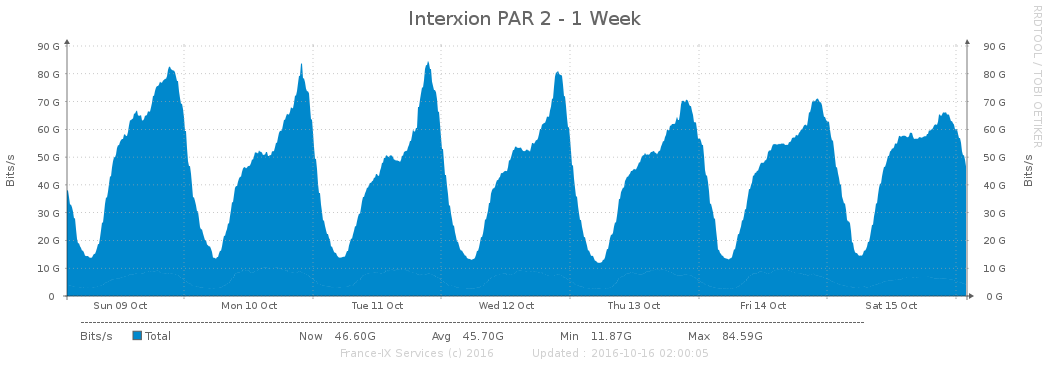 Interxion PAR 2 - 1 Week
RRDTOOL / TOBI OETIKER
90 G 90 G
80 G 80 G
70 G 70 G
60 G 60 G
50 G 50 G
40 G 40 G
30 G 30 G
20 G 20 G
10 G 10 G
0 0 G
Bits/s
Bits/s
Sun 09 Oct Mon 10 Oct Tue 11 Oct Wed 12 Oct Thu 13 Oct Fri 14 Oct Sat 15 Oct
Bits/s Total Now 46.60G Avg 45.70G Min 11.87G Max 84.59G
France-IX Services (c) 2016 Updated : 2016-10-16 02:00:05